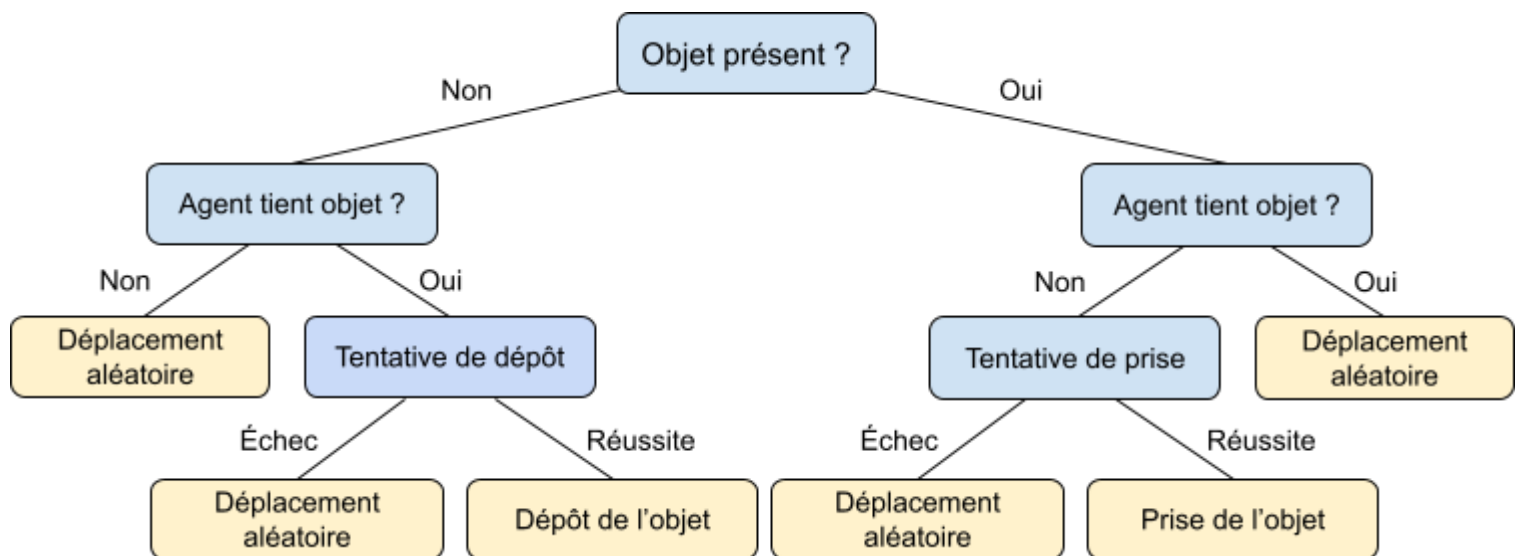 Objet présent ?
Non
Oui
Agent tient objet ?
Agent tient objet ?
Non
Oui
Non
Oui
Déplacement
aléatoire
Tentative de dépôt
Tentative de prise
Déplacement
aléatoire
Échec
Réussite
Échec
Réussite
Déplacement
aléatoire
Dépôt de l’objet
Déplacement
aléatoire
Prise de l’objet